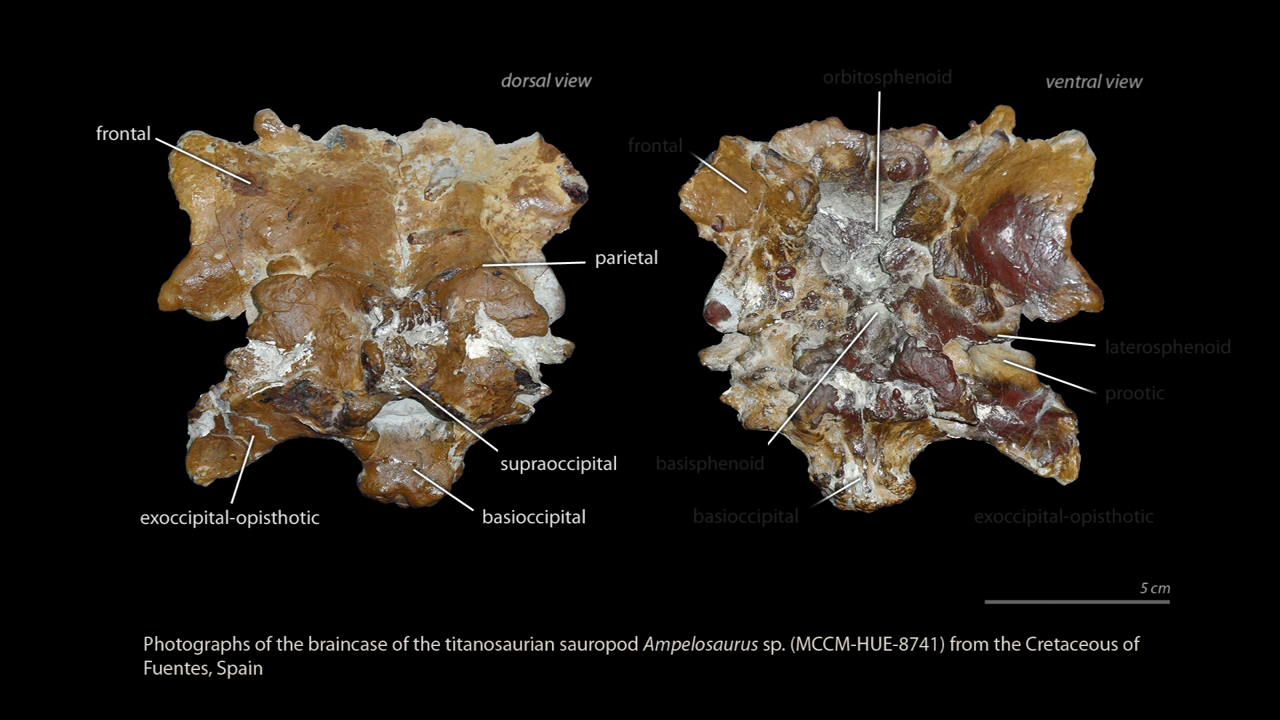 dorsal view
frontal
parietal
supraoccipital
exoccipital-opisthotic
basioccipital
orbitosphenoid
ventral view
frontal
laterosphenoid
prootic
basisphenoid
basioccipital
exoccipital-opisthotic
5 cm
Photographs of the braincase of the titanosaurian sauropod Ampelosaurus sp. (MCCM-HUE-8741) from the Cretaceous of
Fuentes, Spain